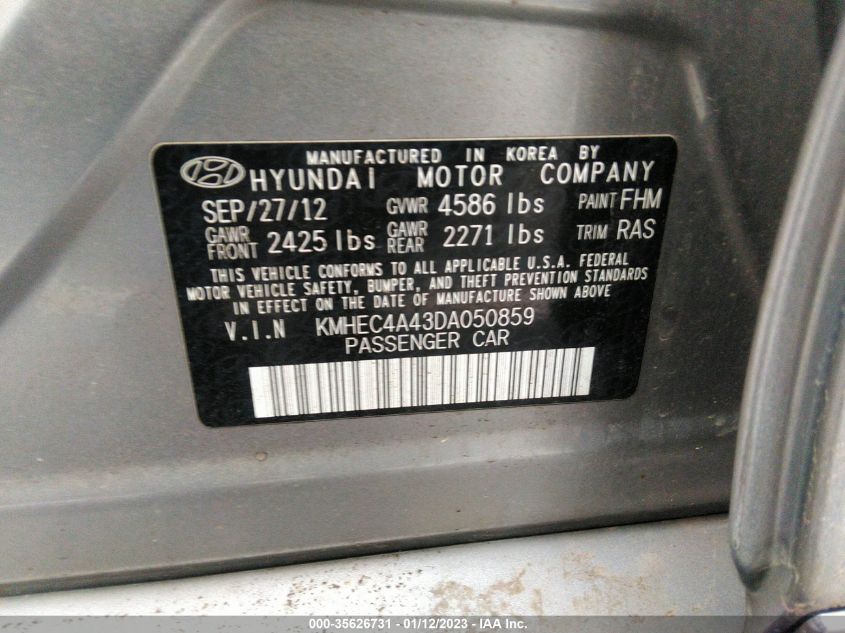 MANUFACTURED IN KOREA BY
HYUNDAI MOTOR COMPANY
SEP/27/12 GVWR 4586 lbs PAINT FHM
GAWR FRONT 2425 lbs GAWR REAR 2271 lbs TRIM RAS
THIS VEHICLE CONFORMS TO ALL APPLICABLE U.S.A. FEDERAL
MOTOR VEHICLE SAFETY, BUMPER, AND THEFT PREVENTION STANDARDS
IN EFFECT ON THE DATE OF MANUFACTURE SHOWN ABOVE
V.I.N KMHEC4A43DA050859
PASSENGER CAR
000-35626731 - 01/12/2023 - IAA, Inc.